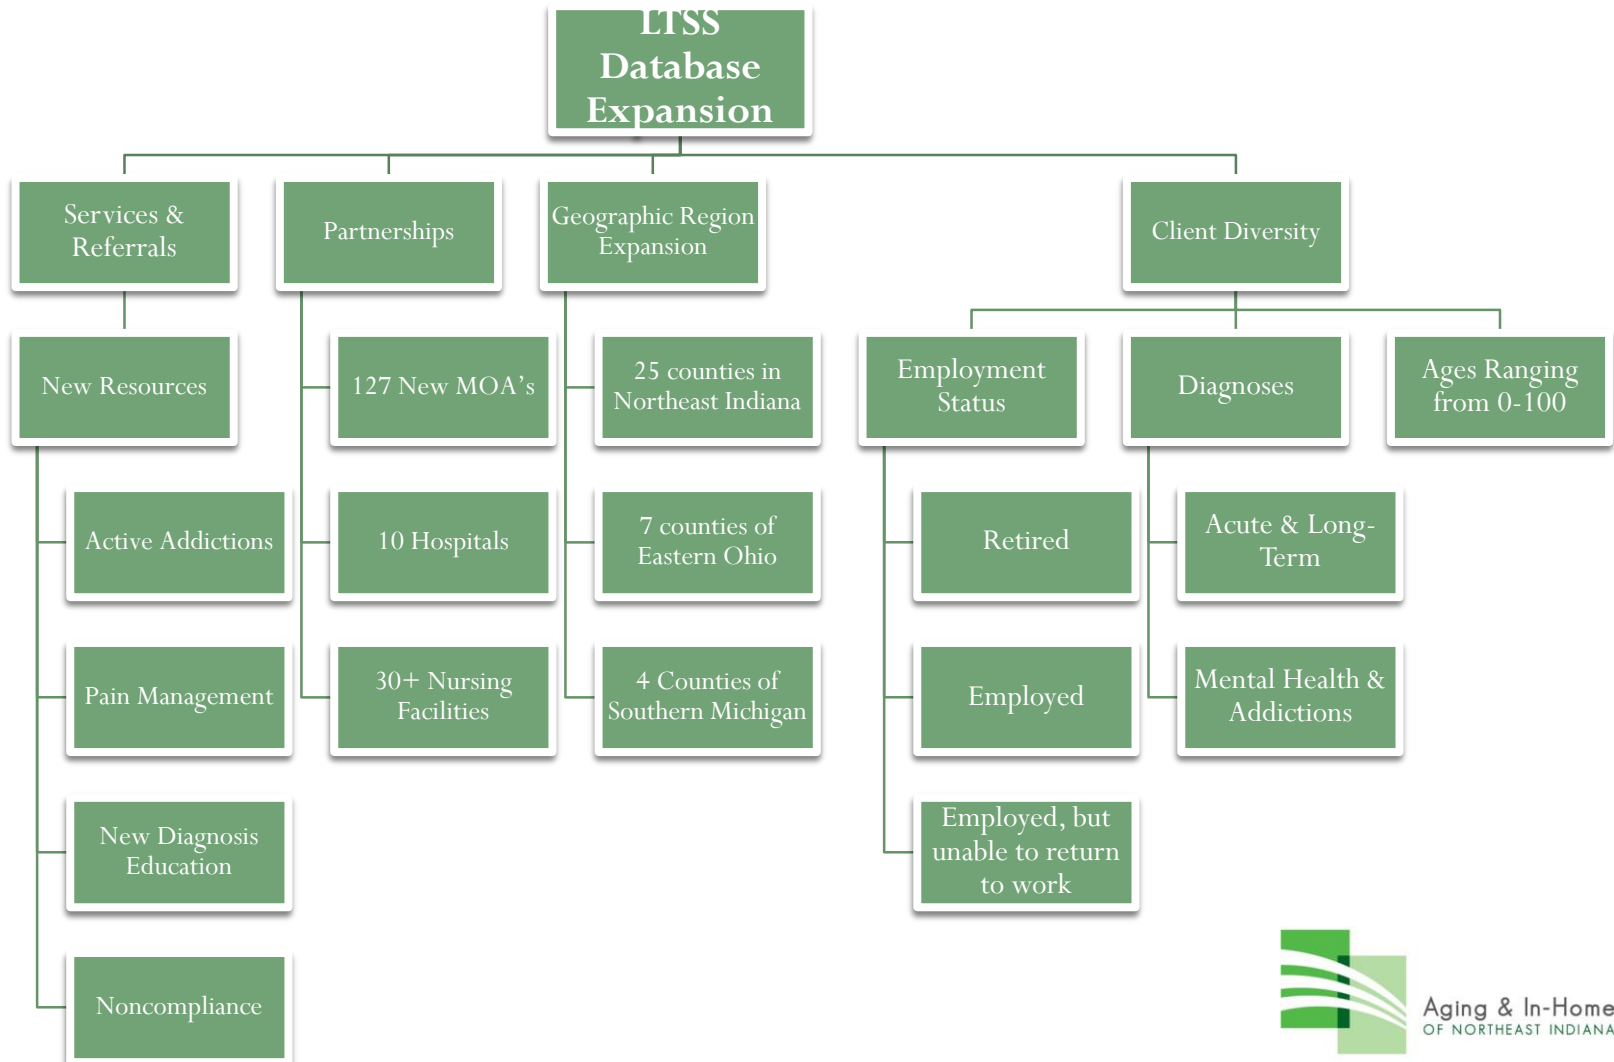 LTSS
Database
Expansion
Services &
Referrals
Partnerships
Geographic Region
Expansion
Client Diversity
New Resources
127 New MOA's
25 counties in
Northeast Indiana
Employment
Status
Diagnoses
Ages Ranging
from 0-100
Active Addictions
10 Hospitals
7 counties of
Eastern Ohio
Retired
Acute & Long-
Term
Pain Management
30+ Nursing
Facilities
4 Counties of
Southern Michigan
Employed
Mental Health &
Addictions
New Diagnosis
Education
Employed, but
unable to return
to work
Noncompliance
Aging & In-Home
OF NORTHEAST INDIANA